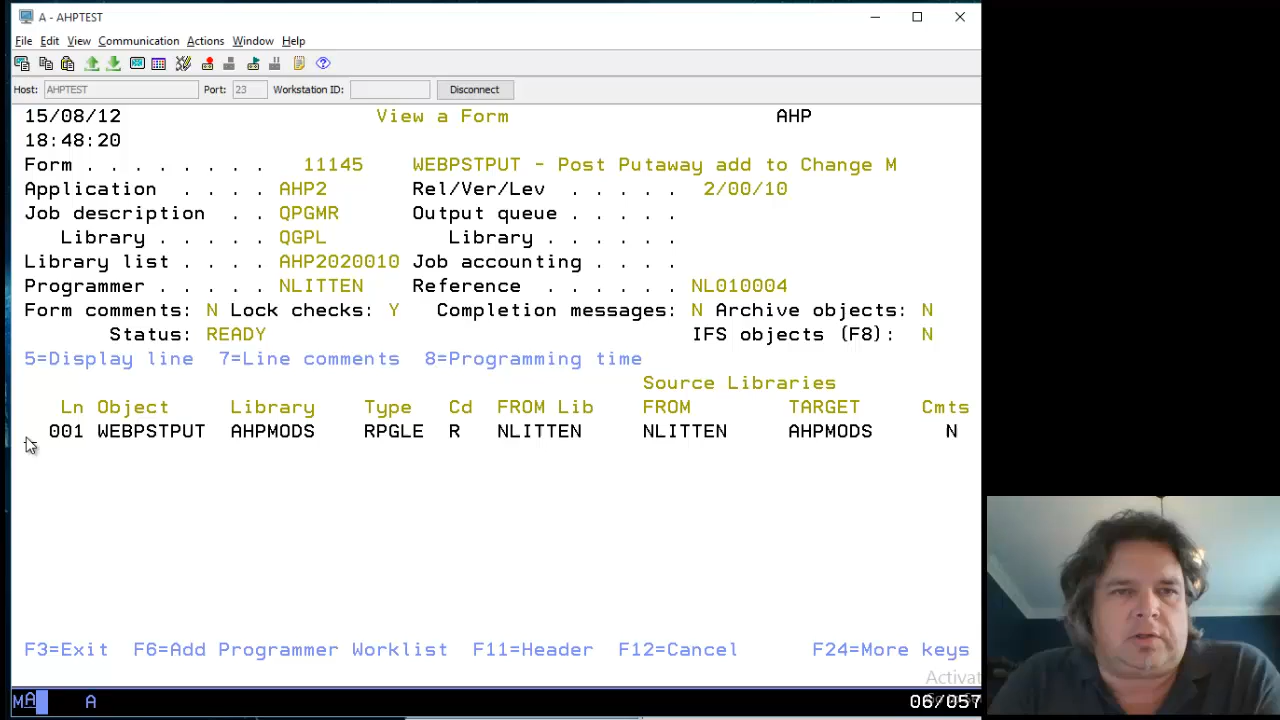 A - AHPTEST
File Edit View Communication Actions Window Help
Host: AHPTEST Port: 23 Workstation ID: Disconnect
15/08/12 View a Form AHP
18:48:20
Form . . . . . . . . 11145 WEBPSTPUT - Post Putaway add to Change M
Application . . . . AHP2 Rel/Ver/Lev . . . . . 2/00/10
Job description . . QPGMR Output queue . . . . .
Library . . . . . QGPL Library . . . . . .
Library list . . . . AHP2020010 Job accounting . . . .
Programmer . . . . . NLITTEN Reference . . . . . . NL010004
Form comments: N Lock checks: Y Completion messages: N Archive objects: N
Status: READY IFS objects (F8): N
5=Display line 7=Line comments 8=Programming time
Source Libraries
Ln Object Library Type Cd FROM Lib FROM TARGET Cmts
001 WEBPSTPUT AHPMODS RPGLE R NLITTEN NLITTEN AHPMODS N
F3=Exit F6=Add Programmer Worklist F11=Header F12=Cancel F24=More keys
Activat
MA A 06/057